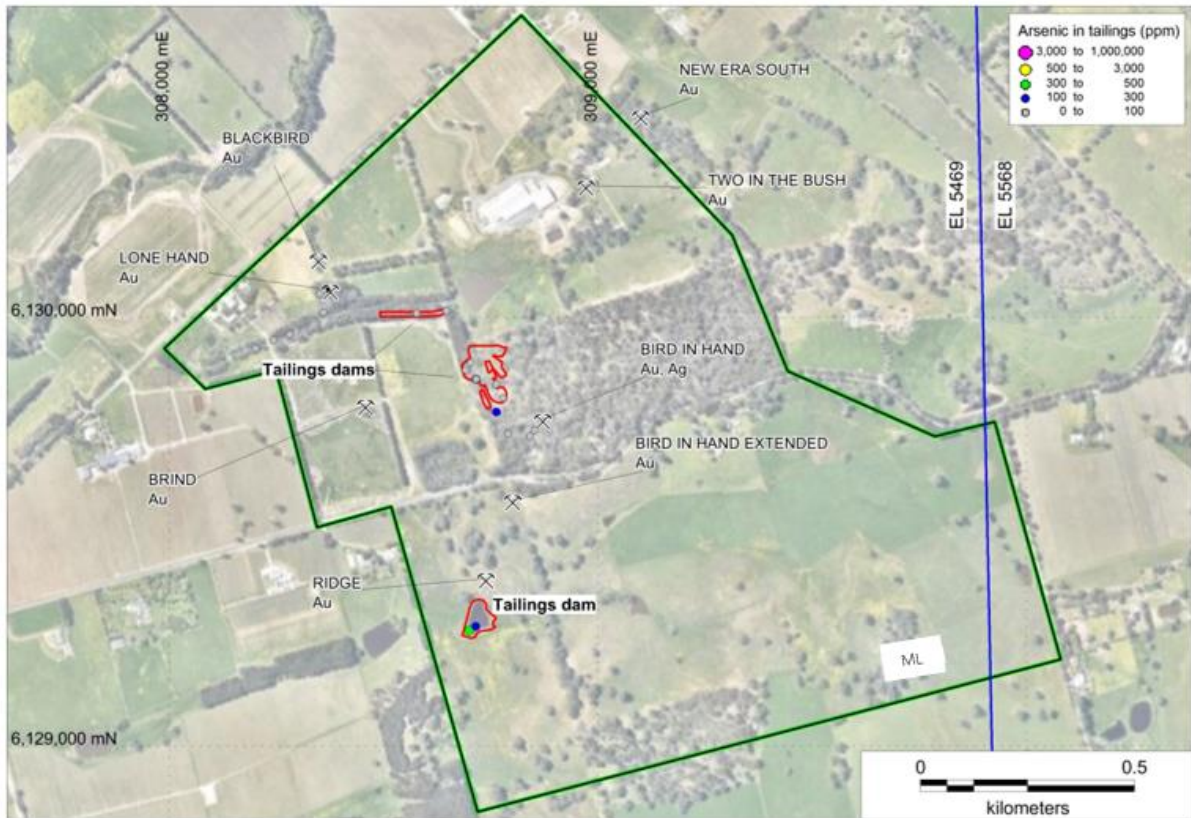 308,000 mE
309,000 mE
Arsenic in tailings (ppm)
3,000 to 1,000,000
500 to 3,000
300 to 500
100 to 300
0 to 100
NEW ERA SOUTH
Au
BLACKBIRD
Au
TWO IN THE BUSH
Au
EL 5469
EL 5568
LONE HAND
Au
6,130,000 mN
Tailings dams
BIRD IN HAND
Au, Ag
BIRD IN HAND EXTENDED
Au
BRIND
Au
RIDGE
Au
Tailings dam
ML
6,129,000 mN
0 0.5
kilometers